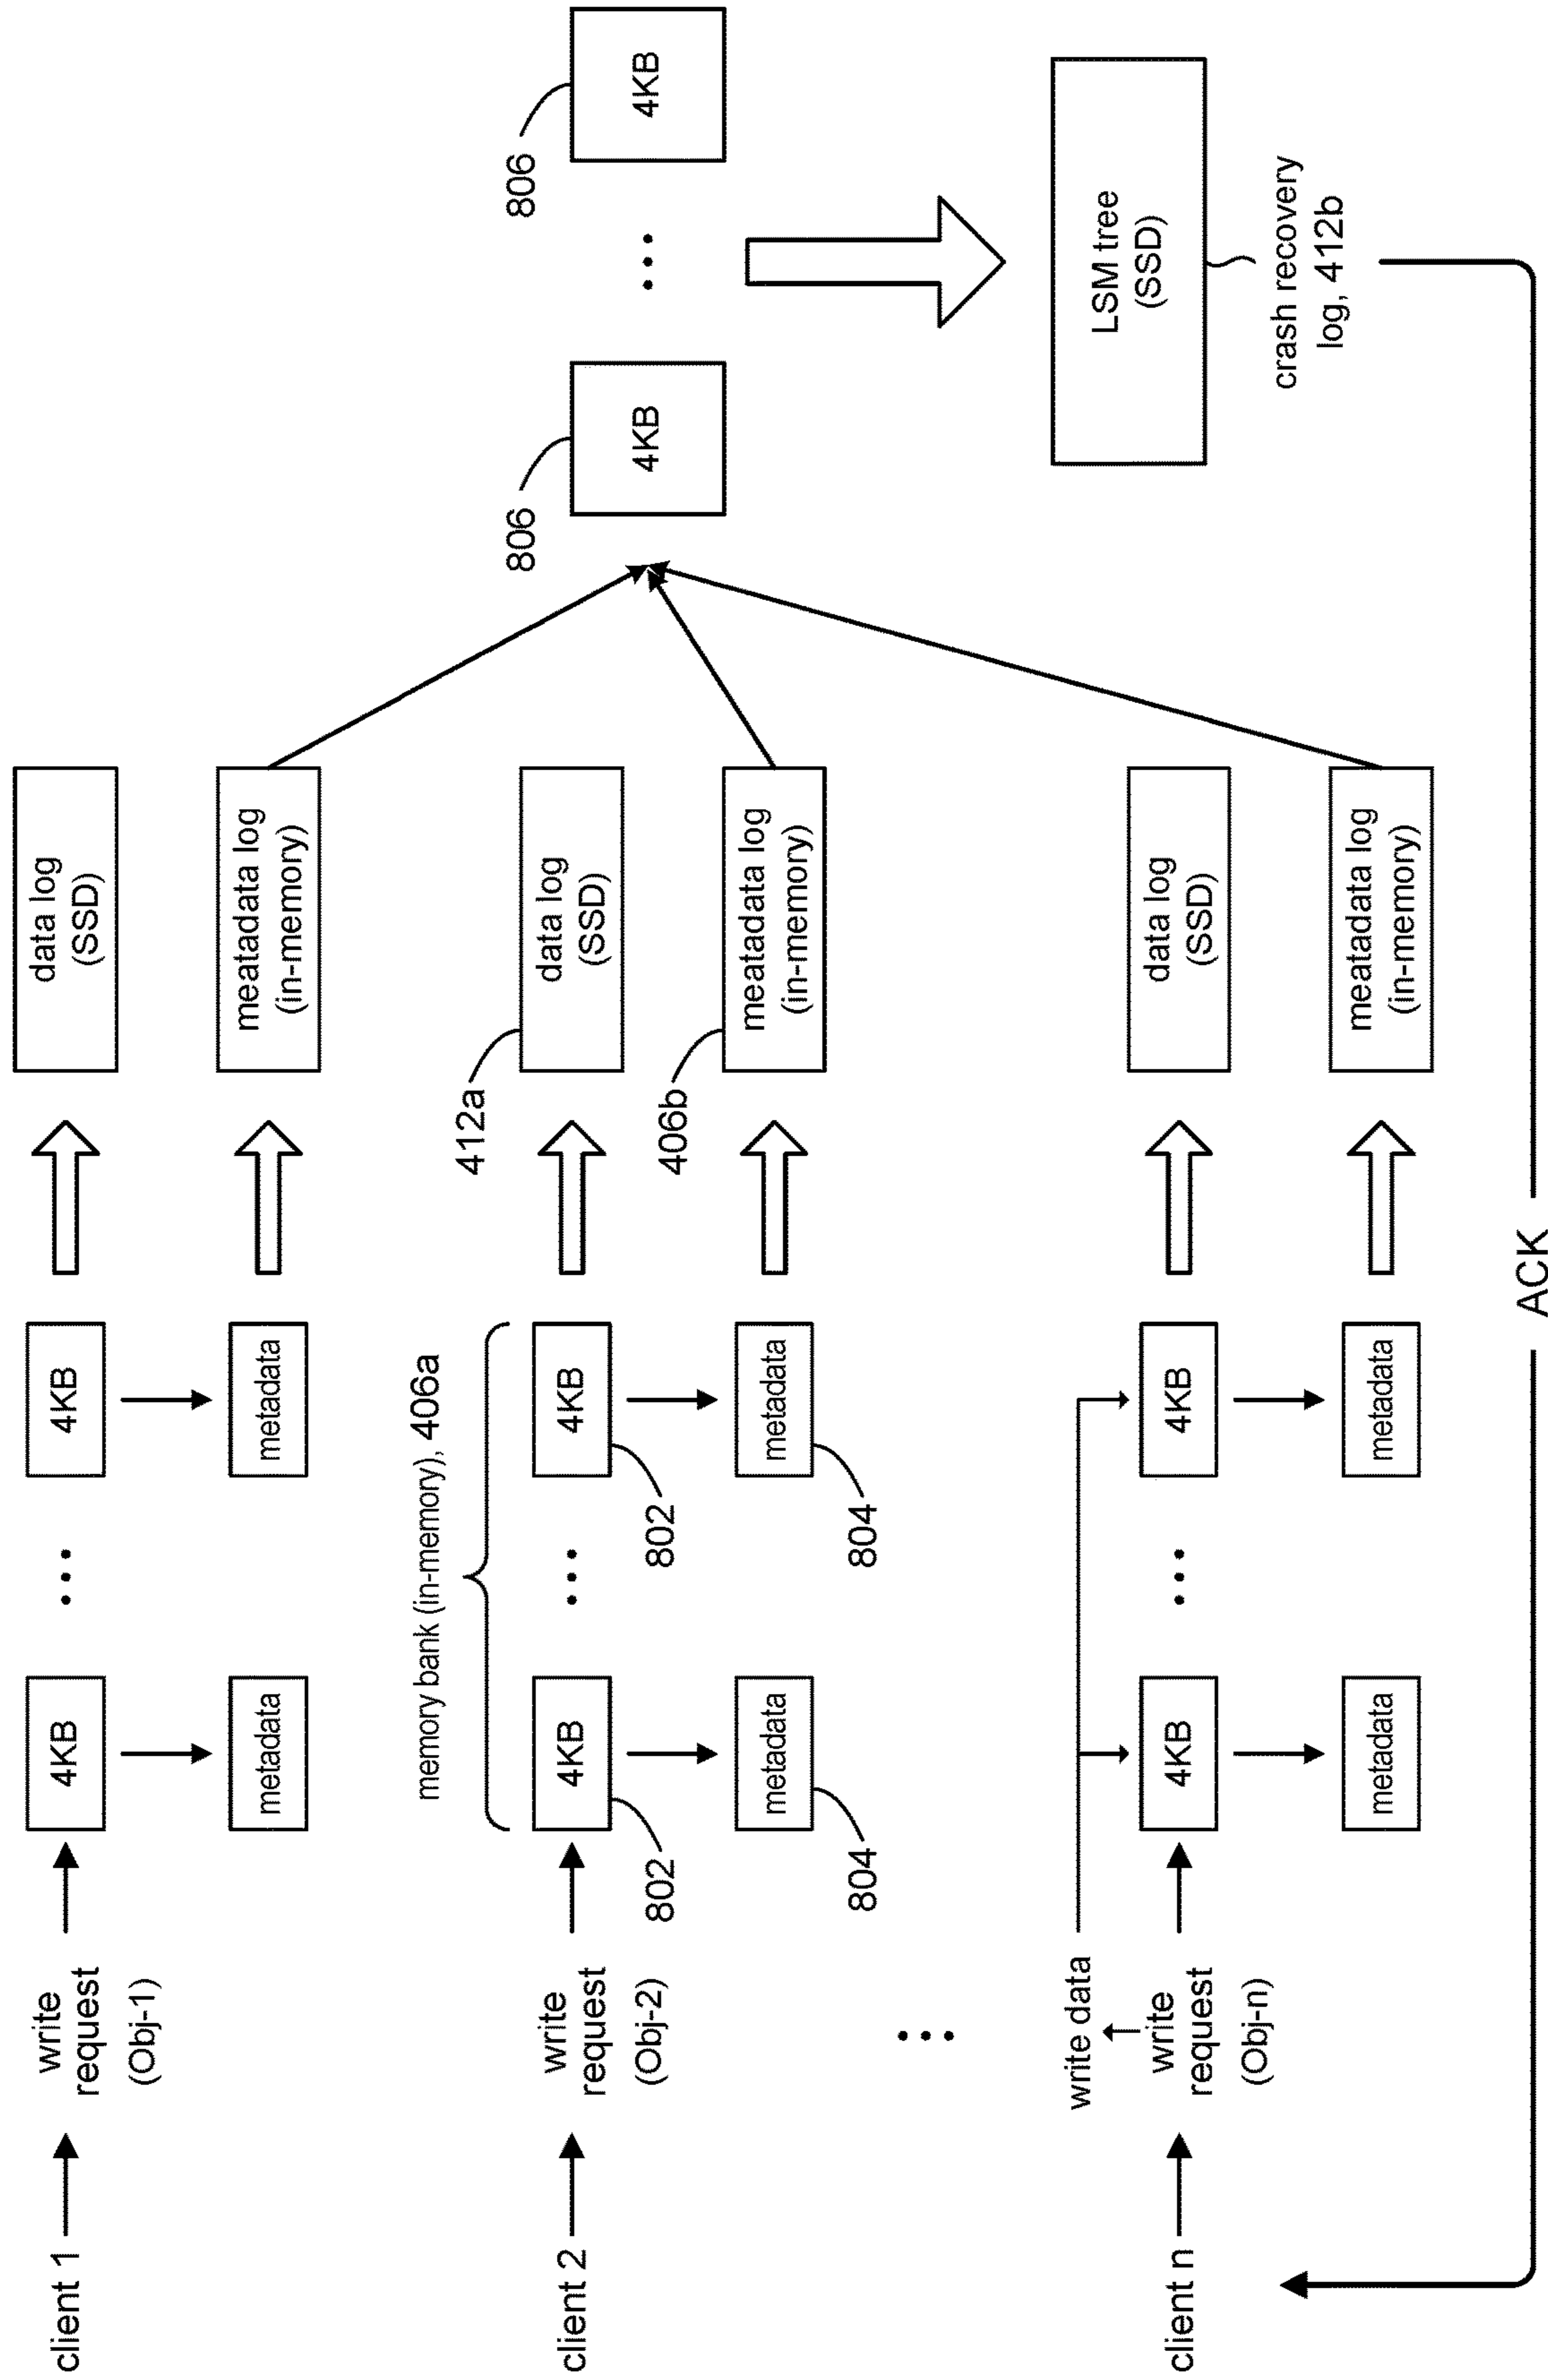 client 1
write
request
(Obj-1)
4KB
4KB
metadata
metadata
data log
(SSD)
meatadata log
(in-memory)
memory bank (in-memory), 406a
client 2
write
request
(Obj-2)
4KB
4KB
802
802
metadata
metadata
804
804
412a
data log
(SSD)
406b
meatadata log
(in-memory)
806
806
4KB
4KB
LSM tree
(SSD)
crash recovery
log, 412b
write data
client n
write
request
(Obj-n)
4KB
4KB
metadata
metadata
data log
(SSD)
meatadata log
(in-memory)
ACK